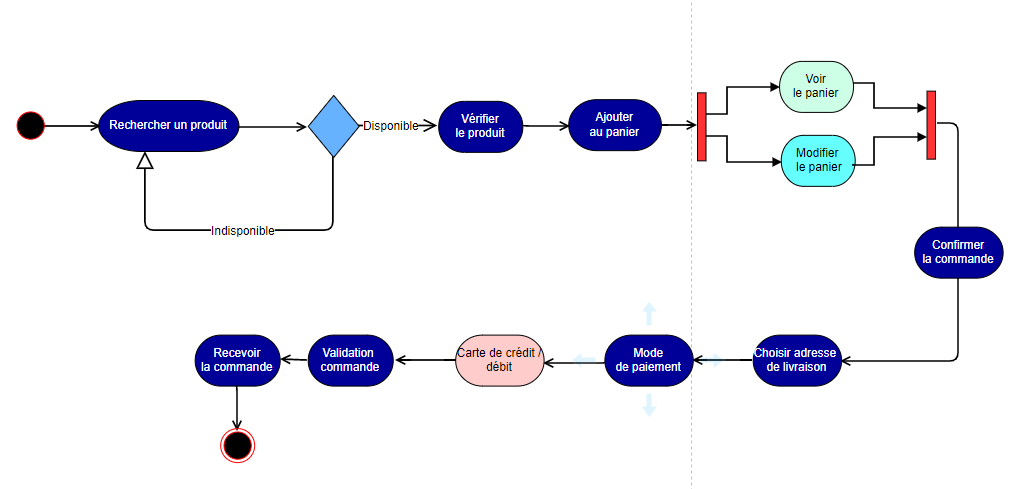 Rechercher un produit
Disponible
Vérifier
le produit
Ajouter
au panier
Voir
le panier
Modifier
le panier
Indisponible
Confirmer
la commande
Choisir adresse
de livraison
Mode
de paiement
Carte de crédit /
débit
Validation
commande
Recevoir
la commande